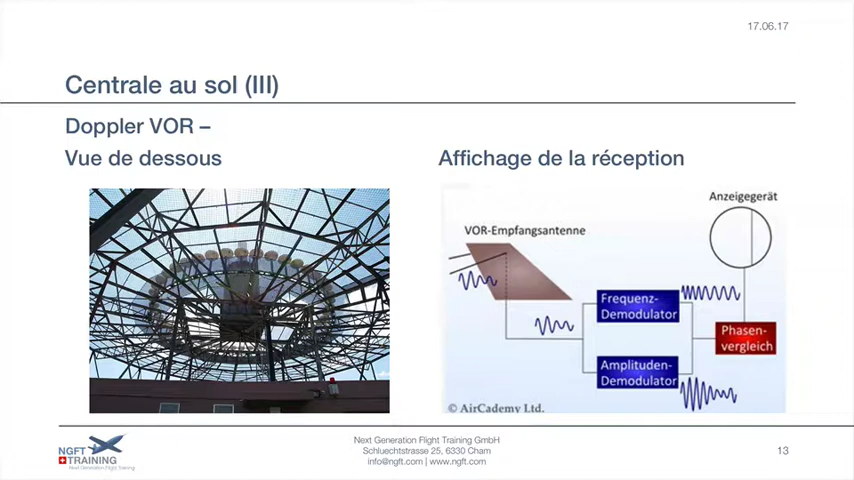 17.06.17
Centrale au sol (III)
Doppler VOR –
Vue de dessous
Affichage de la réception
Anzeigegerät
VOR-Empfangsantenne
Frequenz-
Demodulator
Phasen-
vergleich
Amplituden-
Demodulator
© AirCademy Ltd.
NGFT
TRAINING
Next Generation Flight Training
Next Generation Flight Training GmbH
Schluechtstrasse 25, 6330 Cham
info@ngft.com | www.ngft.com
13